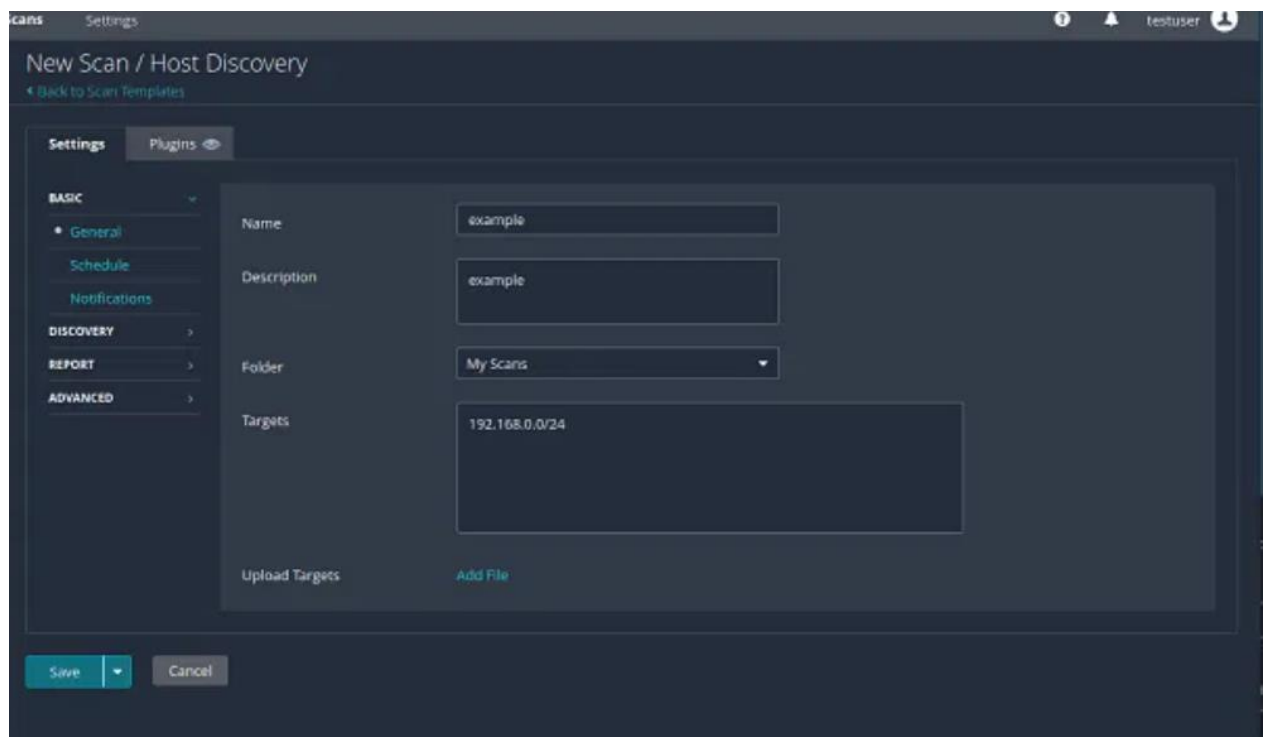 Scans Settings testuser
New Scan / Host Discovery
Back to Scan Templates
Settings Plugins
BASIC
General
Schedule
Notifications
DISCOVERY
REPORT
ADVANCED
Name example
Description example
Folder My Scans
Targets 192.168.0.0/24
Upload Targets Add File
Save Cancel